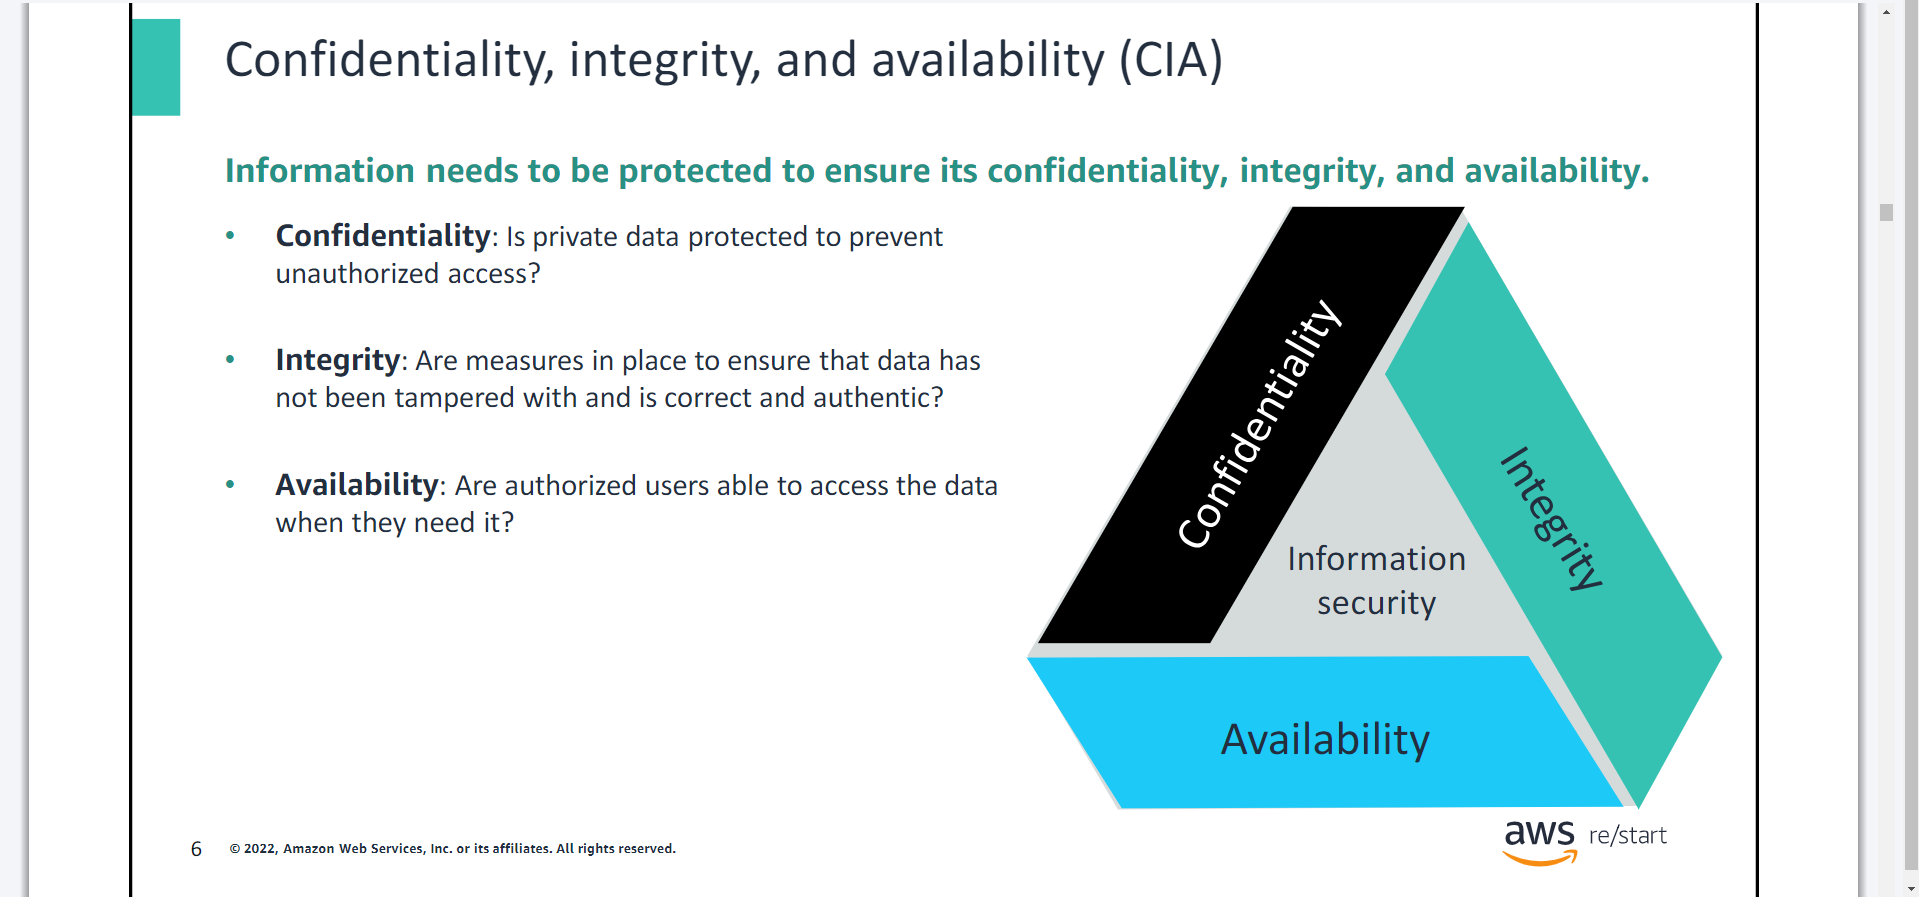 Confidentiality, integrity, and availability (CIA)
Information needs to be protected to ensure its confidentiality, integrity, and availability.
• Confidentiality: Is private data protected to prevent
unauthorized access?
• Integrity: Are measures in place to ensure that data has
not been tampered with and is correct and authentic?
• Availability: Are authorized users able to access the data
when they need it?
Confidentiality
Integrity
Information
security
Availability
6 © 2022, Amazon Web Services, Inc. or its affiliates. All rights reserved.
aws re/start